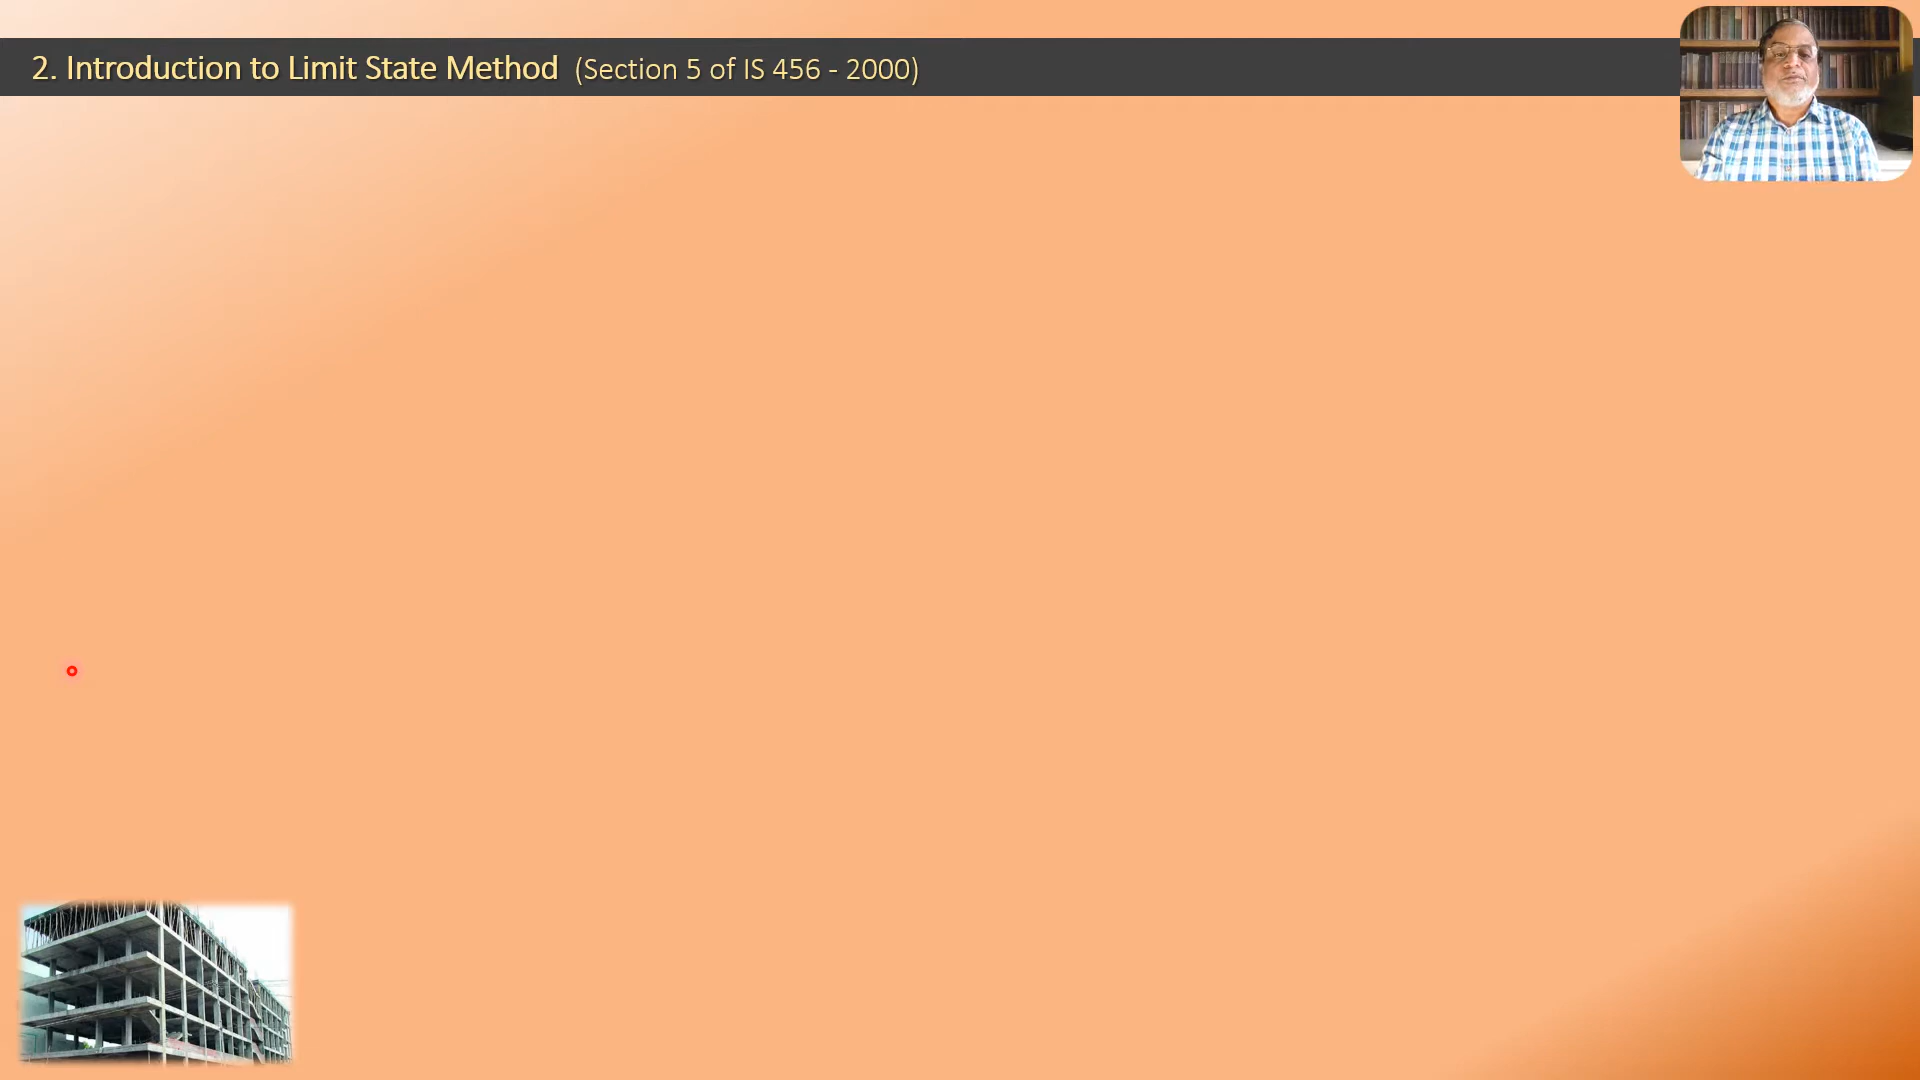 2. Introduction to Limit State Method (Section 5 of IS 456 - 2000)